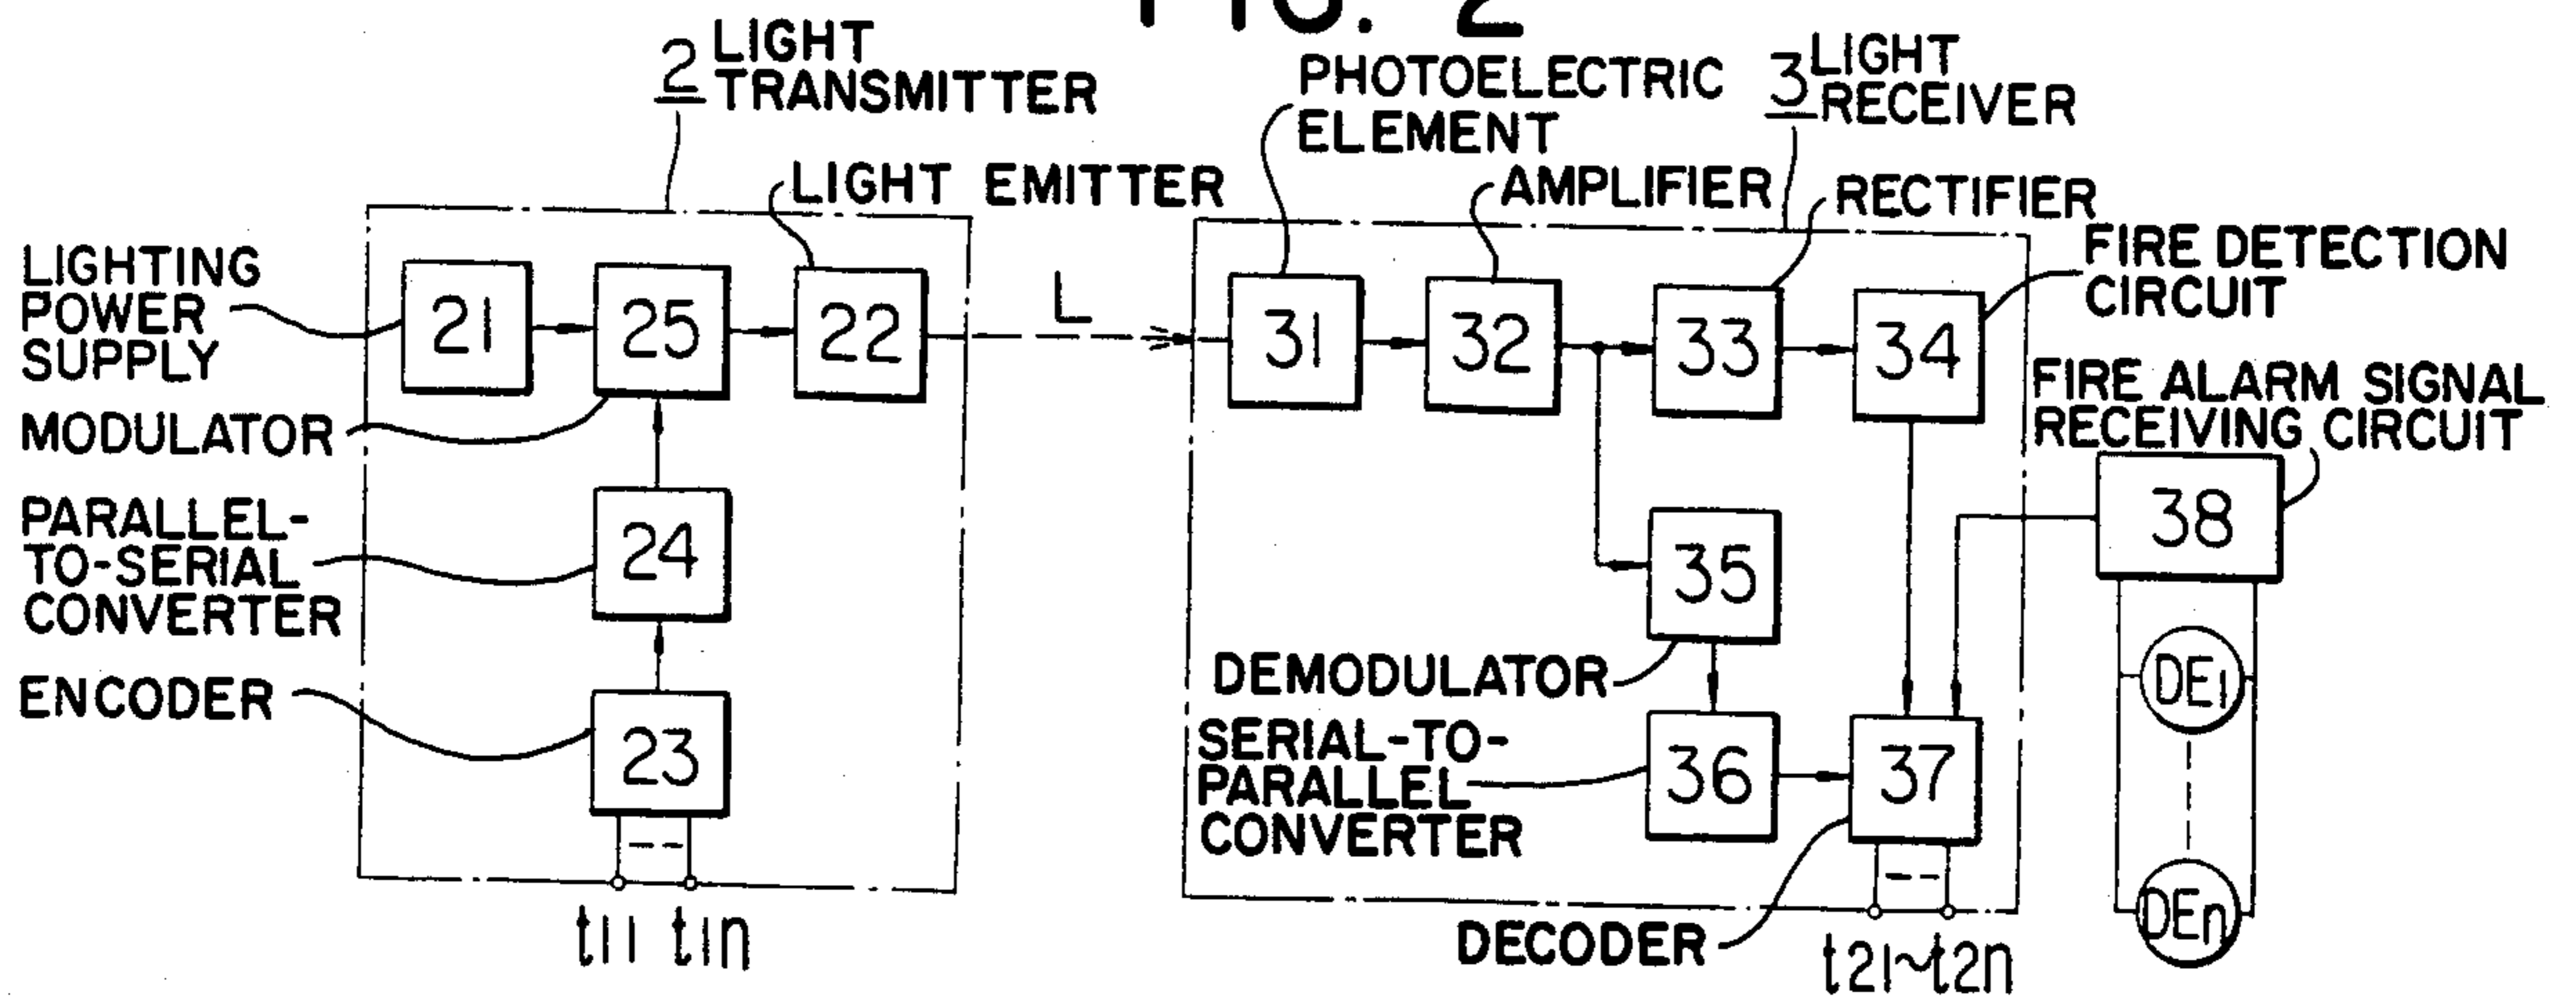 FIG. 2
2 LIGHT
TRANSMITTER
PHOTOELECTRIC
ELEMENT
3 LIGHT
RECEIVER
LIGHT EMITTER
AMPLIFIER
RECTIFIER
FIRE DETECTION
CIRCUIT
LIGHTING
POWER
SUPPLY
21
25
22
L
31
32
33
34
MODULATOR
FIRE ALARM SIGNAL
RECEIVING CIRCUIT
PARALLEL-
TO-SERIAL
CONVERTER
24
35
38
ENCODER
23
DEMODULATOR
DE1
SERIAL-TO-
PARALLEL
CONVERTER
36
37
DEn
t11 t1n
DECODER
t21~t2n